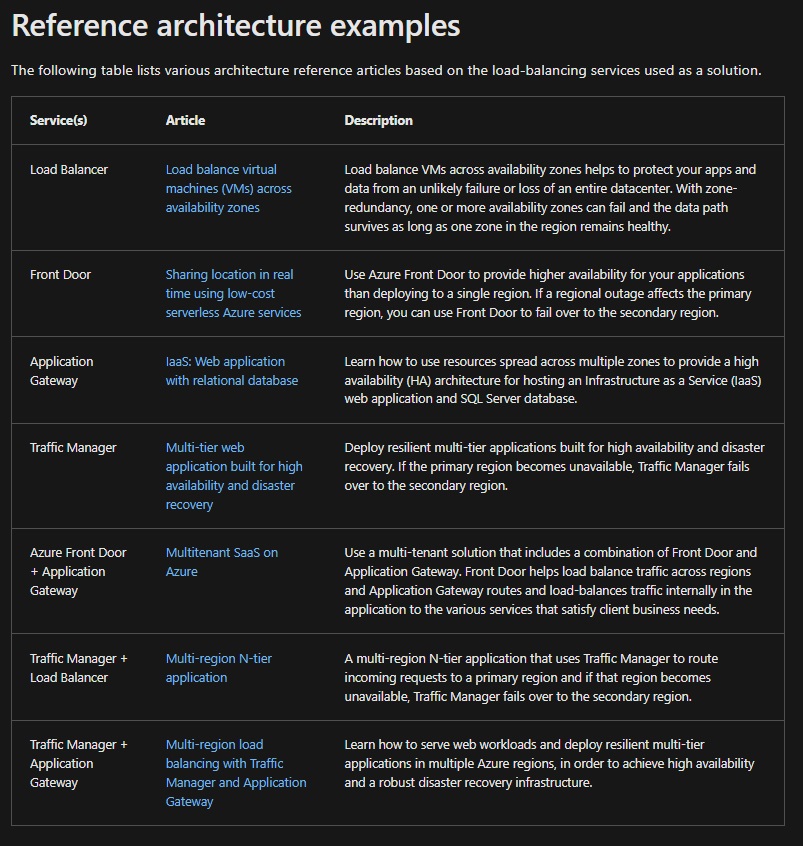 Reference architecture examples
The following table lists various architecture reference articles based on the load-balancing services used as a solution.
Service(s) Article Description
Load Balancer
Load balance virtual
machines (VMs) across
availability zones
Load balance VMs across availability zones helps to protect your apps and
data from an unlikely failure or loss of an entire datacenter. With zone-
redundancy, one or more availability zones can fail and the data path
survives as long as one zone in the region remains healthy.
Front Door
Sharing location in real
time using low-cost
serverless Azure services
Use Azure Front Door to provide higher availability for your applications
than deploying to a single region. If a regional outage affects the primary
region, you can use Front Door to fail over to the secondary region.
Application
Gateway
IaaS: Web application
with relational database
Learn how to use resources spread across multiple zones to provide a high
availability (HA) architecture for hosting an Infrastructure as a Service (IaaS)
web application and SQL Server database.
Traffic Manager
Multi-tier web
application built for high
availability and disaster
recovery
Deploy resilient multi-tier applications built for high availability and disaster
recovery. If the primary region becomes unavailable, Traffic Manager fails
over to the secondary region.
Azure Front Door
+ Application
Gateway
Multitenant SaaS on
Azure
Use a multi-tenant solution that includes a combination of Front Door and
Application Gateway. Front Door helps load balance traffic across regions
and Application Gateway routes and load-balances traffic internally in the
application to the various services that satisfy client business needs.
Traffic Manager +
Load Balancer
Multi-region N-tier
application
A multi-region N-tier application that uses Traffic Manager to route
incoming requests to a primary region and if that region becomes
unavailable, Traffic Manager fails over to the secondary region.
Traffic Manager +
Application
Gateway
Multi-region load
balancing with Traffic
Manager and Application
Gateway
Learn how to serve web workloads and deploy resilient multi-tier
applications in multiple Azure regions, in order to achieve high availability
and a robust disaster recovery infrastructure.